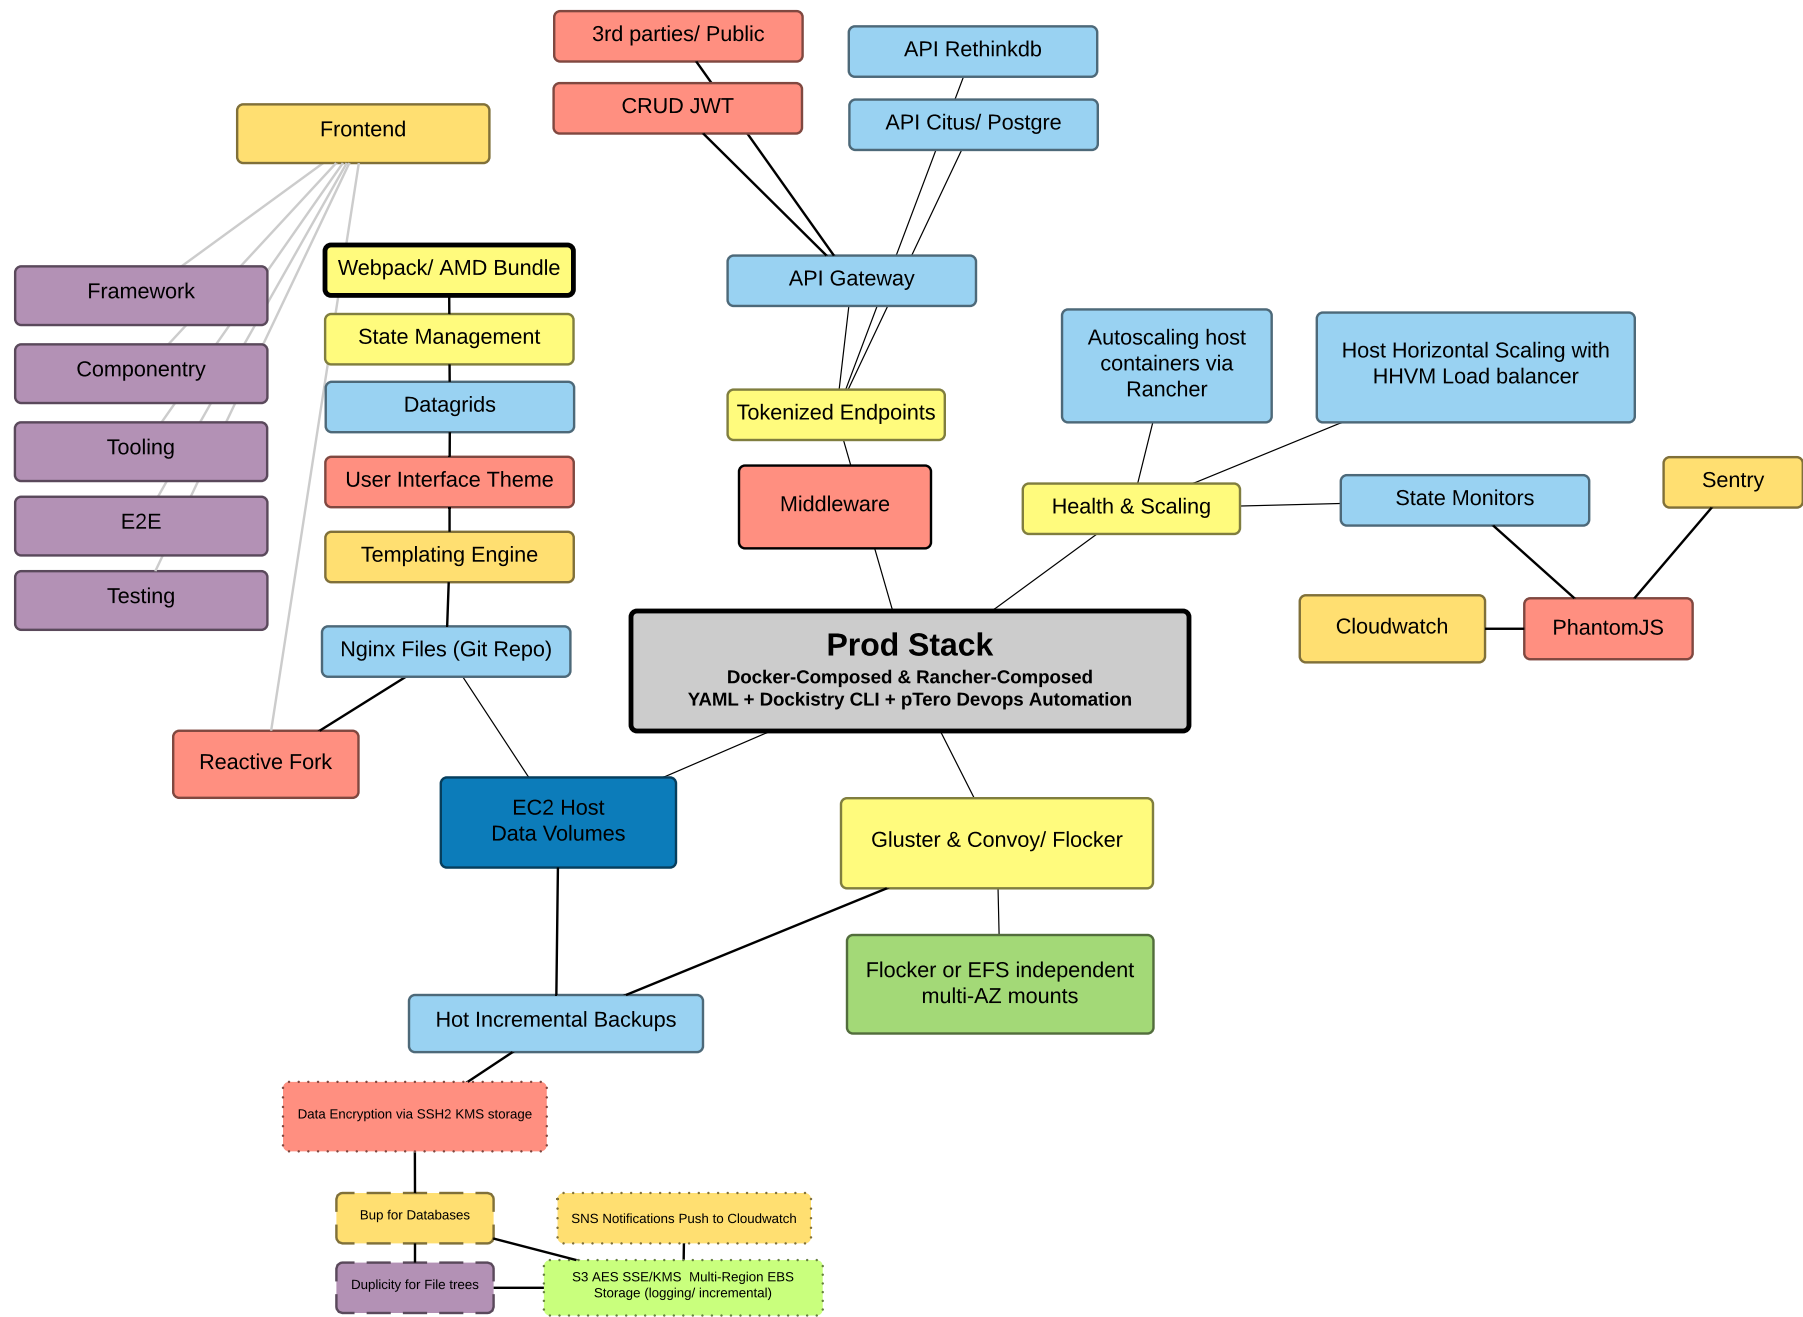 3rd parties/ Public
API Rethinkdb
CRUD JWT
API Citus/ Postgre
Frontend
Webpack/ AMD Bundle
API Gateway
Framework
State Management
Autoscaling host
containers via
Rancher
Host Horizontal Scaling with
HHVM Load balancer
Componentry
Datagrids
Tokenized Endpoints
Tooling
User Interface Theme
Middleware
Health & Scaling
State Monitors
Sentry
E2E
Templating Engine
Testing
Nginx Files (Git Repo)
Prod Stack
Docker-Composed & Rancher-Composed
YAML + Dockistry CLI + pTero Devops Automation
Cloudwatch
PhantomJS
Reactive Fork
EC2 Host
Data Volumes
Gluster & Convoy/ Flocker
Flocker or EFS independent
multi-AZ mounts
Hot Incremental Backups
Data Encryption via SSH2 KMS storage
Bup for Databases
SNS Notifications Push to Cloudwatch
Duplicity for File trees
S3 AES SSE/KMS  Multi-Region EBS
Storage (logging/ incremental)